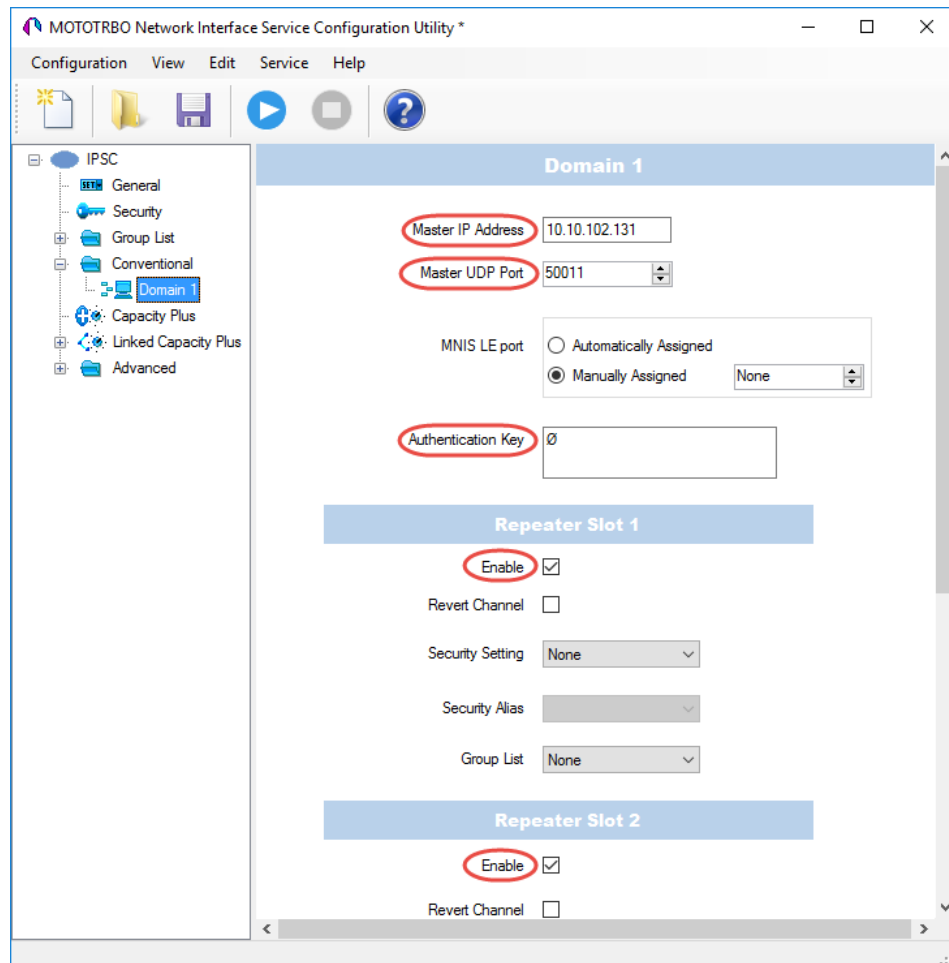 MOTOTRBO Network Interface Service Configuration Utility *
Configuration View Edit Service Help
IPSC
SET General
Security
Group List
Conventional
Domain 1
Capacity Plus
Linked Capacity Plus
Advanced
Domain 1
Master IP Address 10.10.102.131
Master UDP Port 50011
MNIS LE port Automatically Assigned
Manually Assigned None
Authentication Key Ø
Repeater Slot 1
Enable
Revert Channel
Security Setting None
Security Alias
Group List None
Repeater Slot 2
Enable
Revert Channel